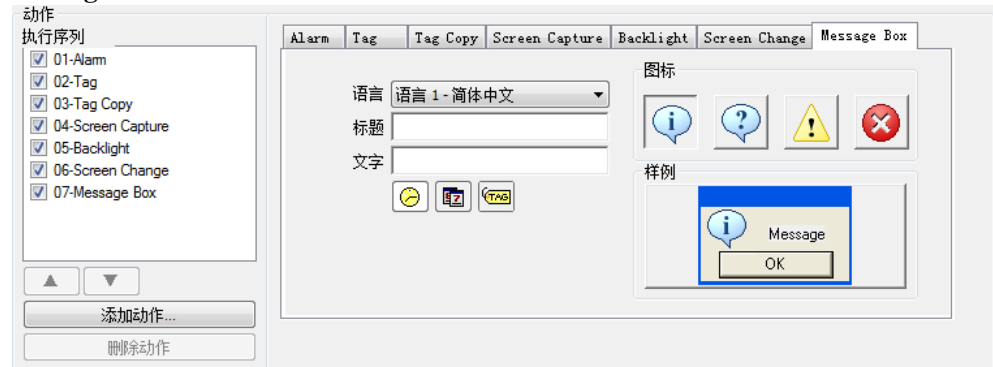 动作
执行序列
01-Alarm
02-Tag
03-Tag Copy
04-Screen Capture
05-Backlight
06-Screen Change
07-Message Box
添加动作...
删除动作
Alarm Tag Tag Copy Screen Capture Backlight Screen Change Message Box
语言 语言 1 - 简体中文
标题
文字
TAG
图标
样例
Message
OK